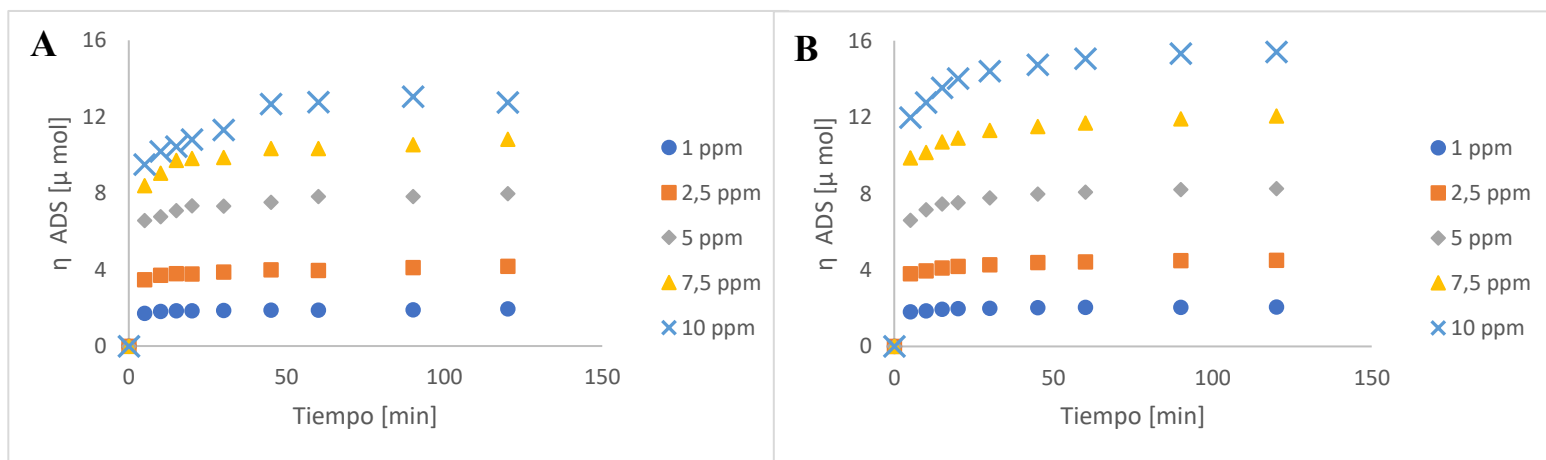 A
16
12
8
4
0
η ADS [µ mol]
0
50
100
150
Tiempo [min]
1 ppm
2,5 ppm
5 ppm
7,5 ppm
10 ppm
B
16
12
8
4
0
η ADS [µ mol]
0
50
100
150
Tiempo [min]
1 ppm
2,5 ppm
5 ppm
7,5 ppm
10 ppm